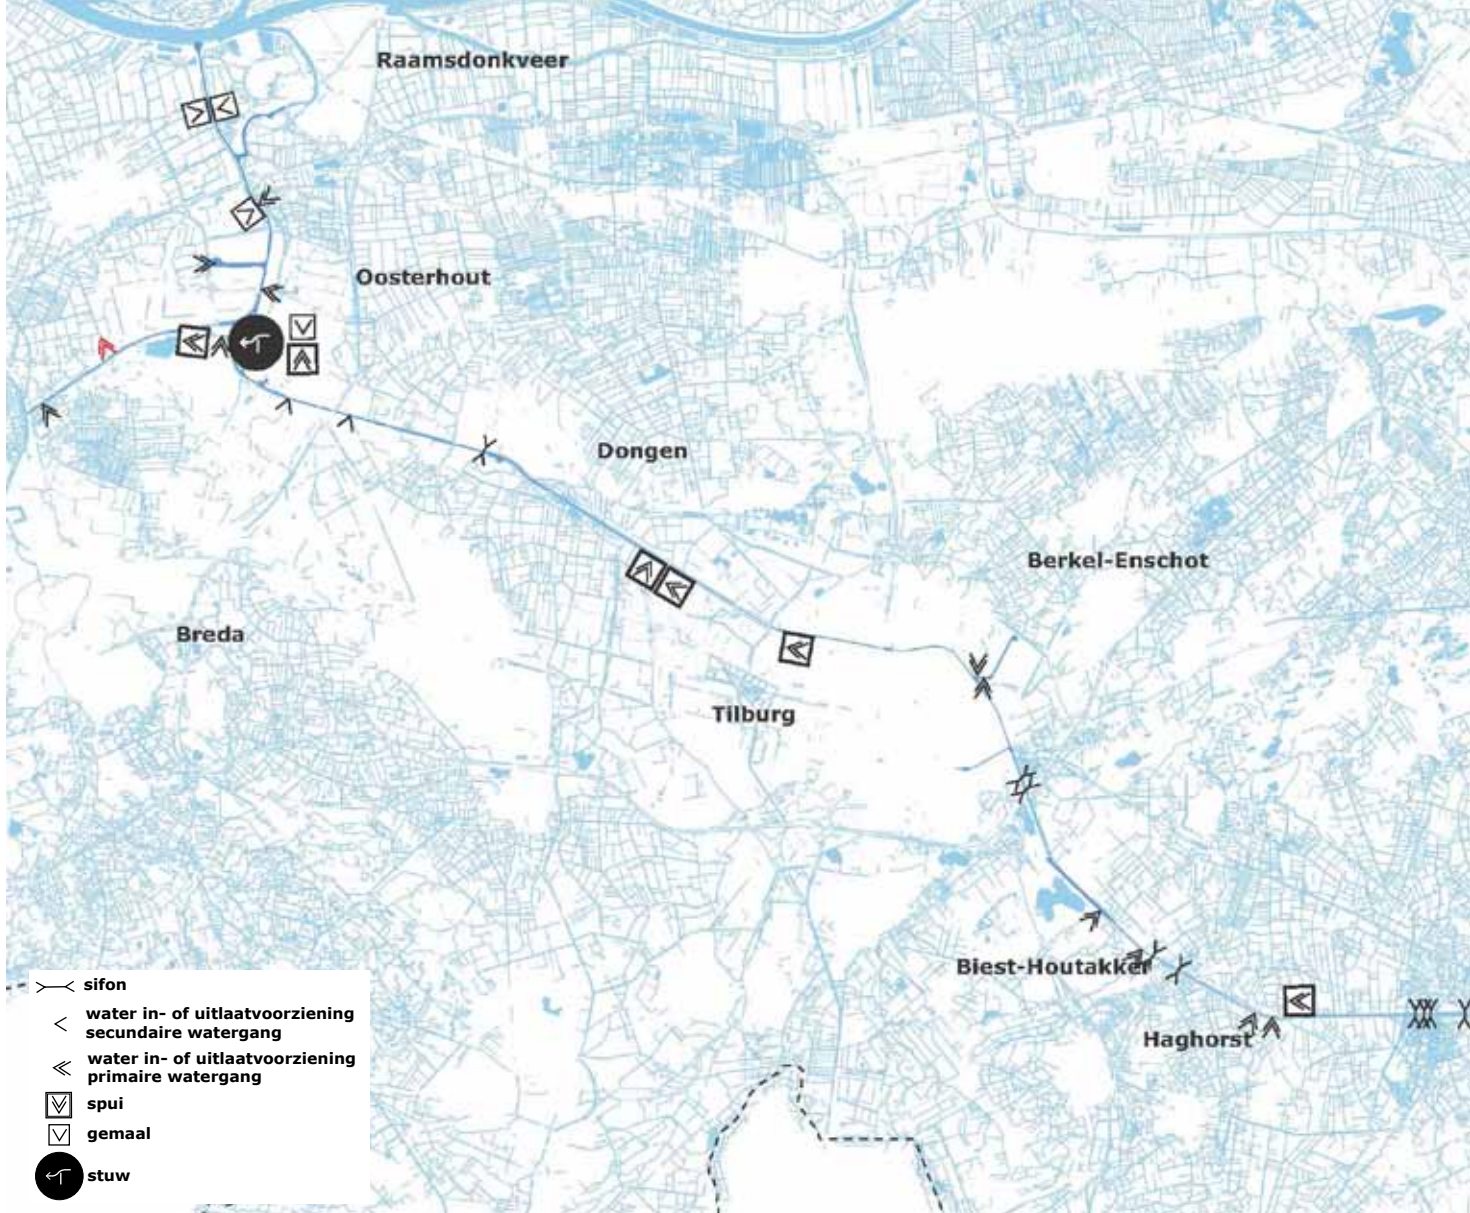 Raamsdonkveer
Oosterhout
Dongen
Berkel-Enschot
Breda
Tilburg
Biest-Houtakker
Haghorst
sifon
water in- of uitlaatvoorziening
secundaire watergang
water in- of uitlaatvoorziening
primaire watergang
spui
gemaal
stuw